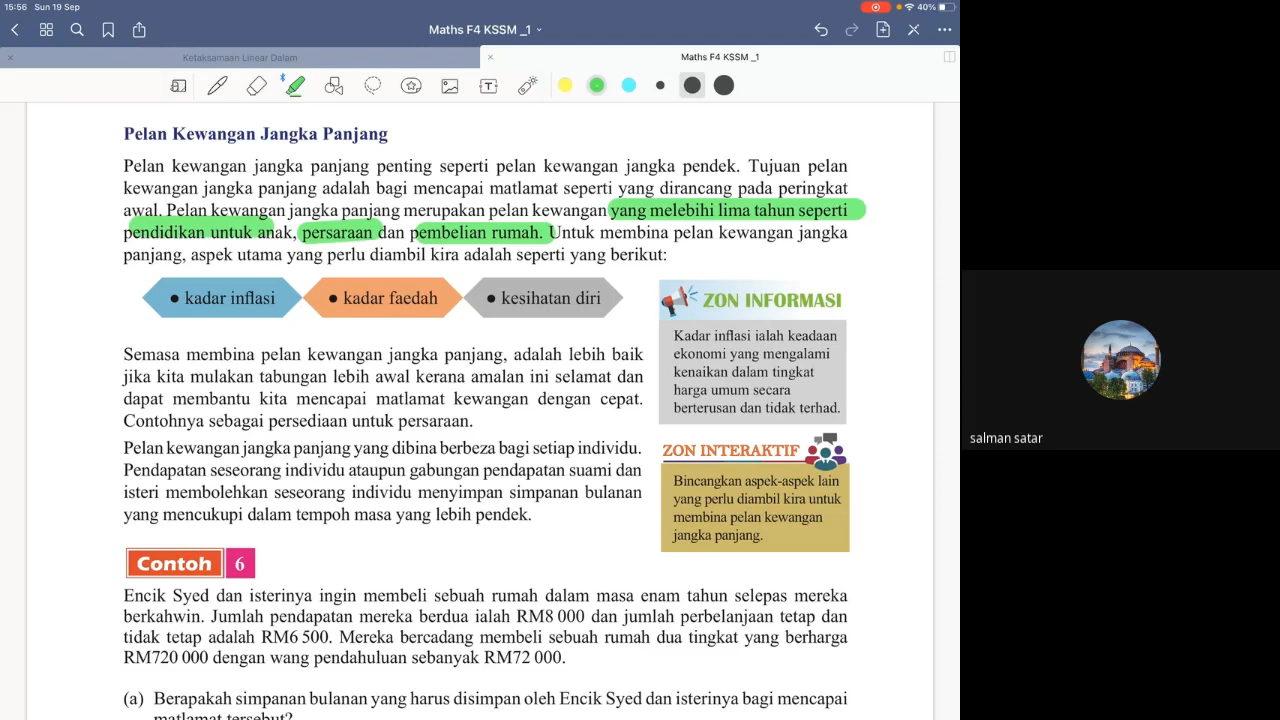 15:56 Sun 19 Sep
40%
Maths F4 KSSM _1
Ketaksamaan Linear Dalam
Maths F4 KSSM _1
Pelan Kewangan Jangka Panjang
Pelan kewangan jangka panjang penting seperti pelan kewangan jangka pendek. Tujuan pelan
kewangan jangka panjang adalah bagi mencapai matlamat seperti yang dirancang pada peringkat
awal. Pelan kewangan jangka panjang merupakan pelan kewangan yang melebihi lima tahun seperti
pendidikan untuk anak, persaraan dan pembelian rumah. Untuk membina pelan kewangan jangka
panjang, aspek utama yang perlu diambil kira adalah seperti yang berikut:
• kadar inflasi
• kadar faedah
• kesihatan diri
Semasa membina pelan kewangan jangka panjang, adalah lebih baik
jika kita mulakan tabungan lebih awal kerana amalan ini selamat dan
dapat membantu kita mencapai matlamat kewangan dengan cepat.
Contohnya sebagai persediaan untuk persaraan.
Pelan kewangan jangka panjang yang dibina berbeza bagi setiap individu.
Pendapatan seseorang individu ataupun gabungan pendapatan suami dan
isteri membolehkan seseorang individu menyimpan simpanan bulanan
yang mencukupi dalam tempoh masa yang lebih pendek.
ZON INFORMASI
Kadar inflasi ialah keadaan
ekonomi yang mengalami
kenaikan dalam tingkat
harga umum secara
berterusan dan tidak terhad.
ZON INTERAKTIF
Bincangkan aspek-aspek lain
yang perlu diambil kira untuk
membina pelan kewangan
jangka panjang.
Contoh 6
Encik Syed dan isterinya ingin membeli sebuah rumah dalam masa enam tahun selepas mereka
berkahwin. Jumlah pendapatan mereka berdua ialah RM8 000 dan jumlah perbelanjaan tetap dan
tidak tetap adalah RM6 500. Mereka bercadang membeli sebuah rumah dua tingkat yang berharga
RM720 000 dengan wang pendahuluan sebanyak RM72 000.
(a) Berapakah simpanan bulanan yang harus disimpan oleh Encik Syed dan isterinya bagi mencapai
matlamat tersebut?
salman satar